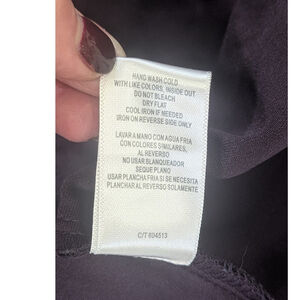 HAND WASH COLD
WITH LIKE COLORS, INSIDE OUT
DO NOT BLEACH
DRY FLAT
COOL IRON IF NEEDED
IRON ON REVERSE SIDE ONLY
LAVAR A MANO CON AGUA FRIA
CON COLORES SIMILARES,
AL REVERSO
NO USAR BLANQUEADOR
SEQUE PLANO
USAR PLANCHA FRIA SI SE NECESITA
PLANCHAR AL REVERSO SOLAMENTE
C/T 604513